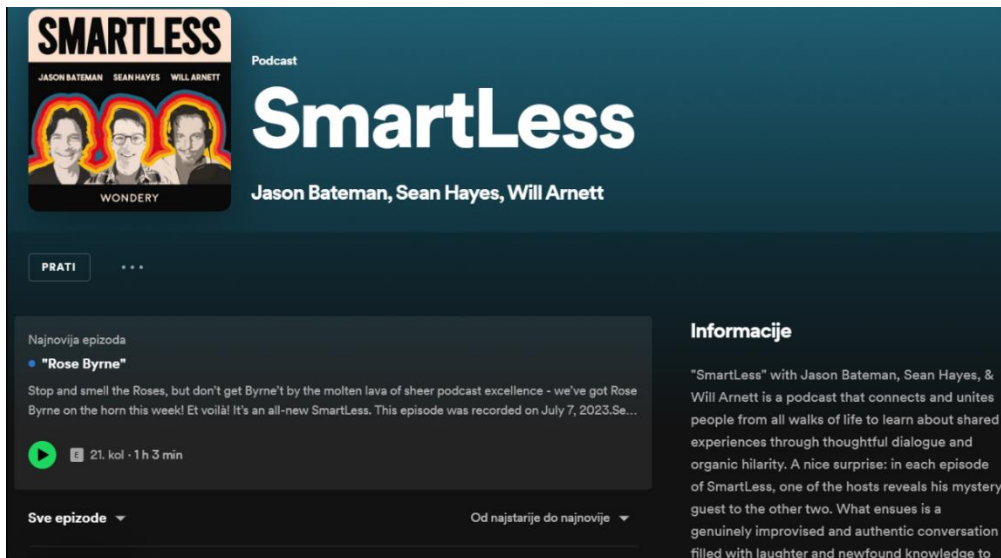 SMARTLESS
JASON BATEMAN SEAN HAYES WILL ARNETT
WONDERY
Podcast
SmartLess
Jason Bateman, Sean Hayes, Will Arnett
PRATI
Najnovija epizoda
"Rose Byrne"
Stop and smell the Roses, but don't get Byrne't by the molten lava of sheer podcast excellence - we've got Rose
Byrne on the horn this week! Et voilà! It's an all-new SmartLess. This episode was recorded on July 7, 2023.Se...
E 21. kol · 1 h 3 min
Sve epizode
Od najstarije do najnovije
Informacije
"SmartLess" with Jason Bateman, Sean Hayes, &
Will Arnett is a podcast that connects and unites
people from all walks of life to learn about shared
experiences through thoughtful dialogue and
organic hilarity. A nice surprise: in each episode
of SmartLess, one of the hosts reveals his mystery
guest to the other two. What ensues is a
genuinely improvised and authentic conversation
filled with laughter and newfound knowledge to